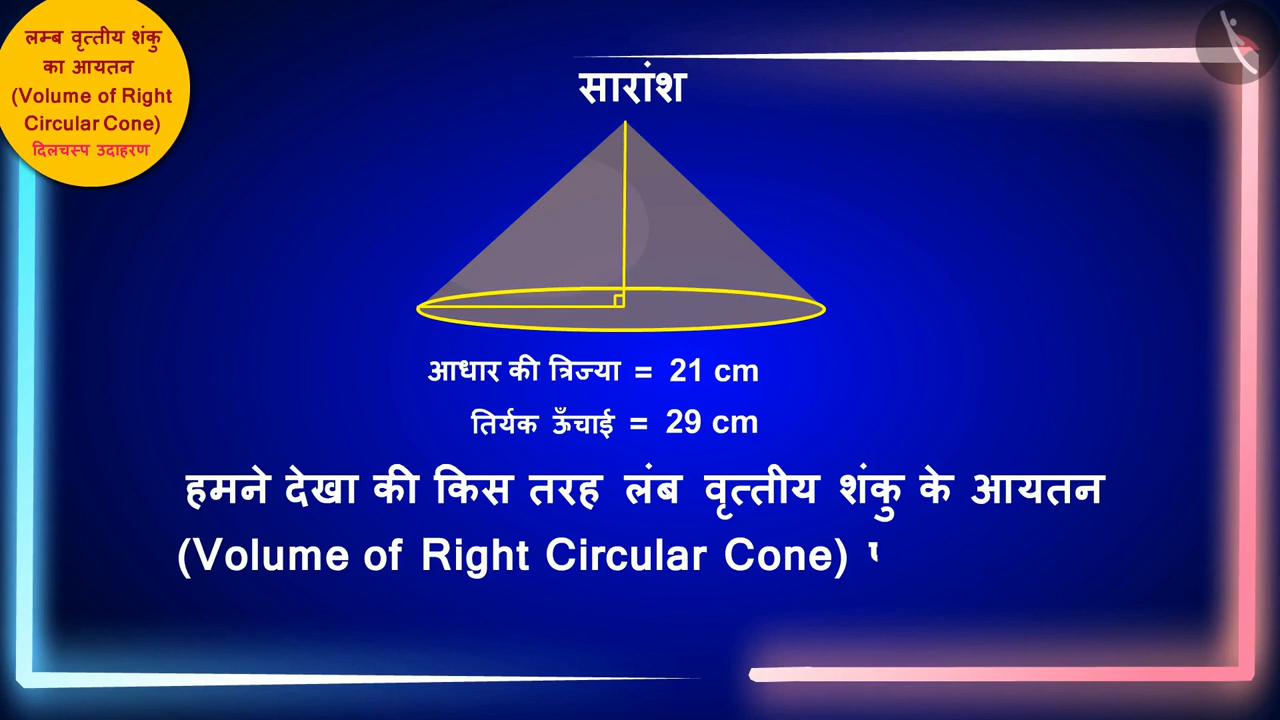 लम्ब वृत्तीय शंकु
का आयतन
(Volume of Right
Circular Cone)
दिलचस्प उदाहरण
सारांश
आधार की त्रिज्या = 21 cm
तिर्यक ऊँचाई = 29 cm
हमने देखा की किस तरह लंब वृत्तीय शंकु के आयतन
(Volume of Right Circular Cone)